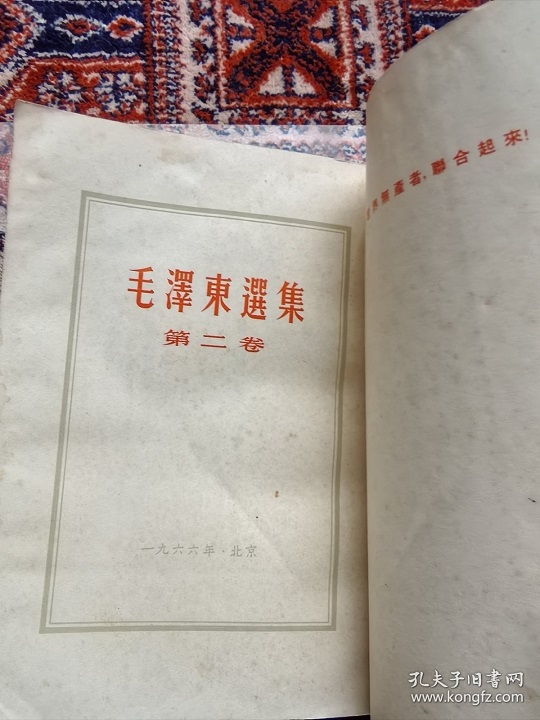 毛澤東選集
第二卷
一九六六年·北京
無產者，聯合起來！
孔夫子旧书网
www.kongfz.com